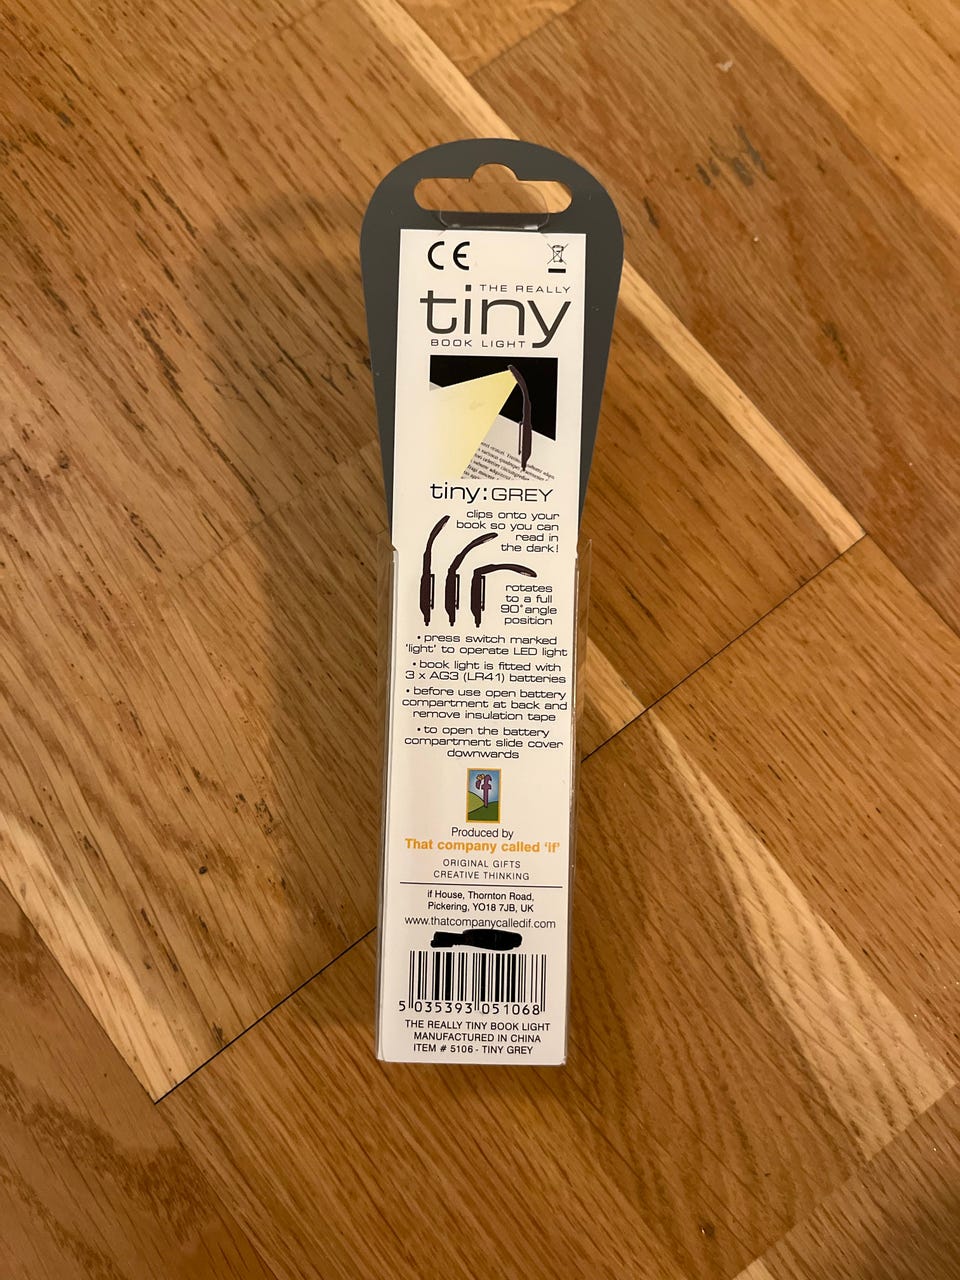 CE
THE REALLY
tiny
BOOK LIGHT
tiny:GREY
clips onto your
book so you can
read in
the dark!
rotates
to a full
90° angle
position
• press switch marked
'light' to operate LED light
• book light is fitted with
3 x AG3 (LR41) batteries
• before use open battery
compartment at back and
remove insulation tape
• to open the battery
compartment slide cover
downwards
Produced by
That company called 'if'
ORIGINAL GIFTS
CREATIVE THINKING
if House, Thornton Road,
Pickering, YO18 7JB, UK
www.thatcompanycalledif.com
5 035393 051068
THE REALLY TINY BOOK LIGHT
MANUFACTURED IN CHINA
ITEM # 5106 - TINY GREY